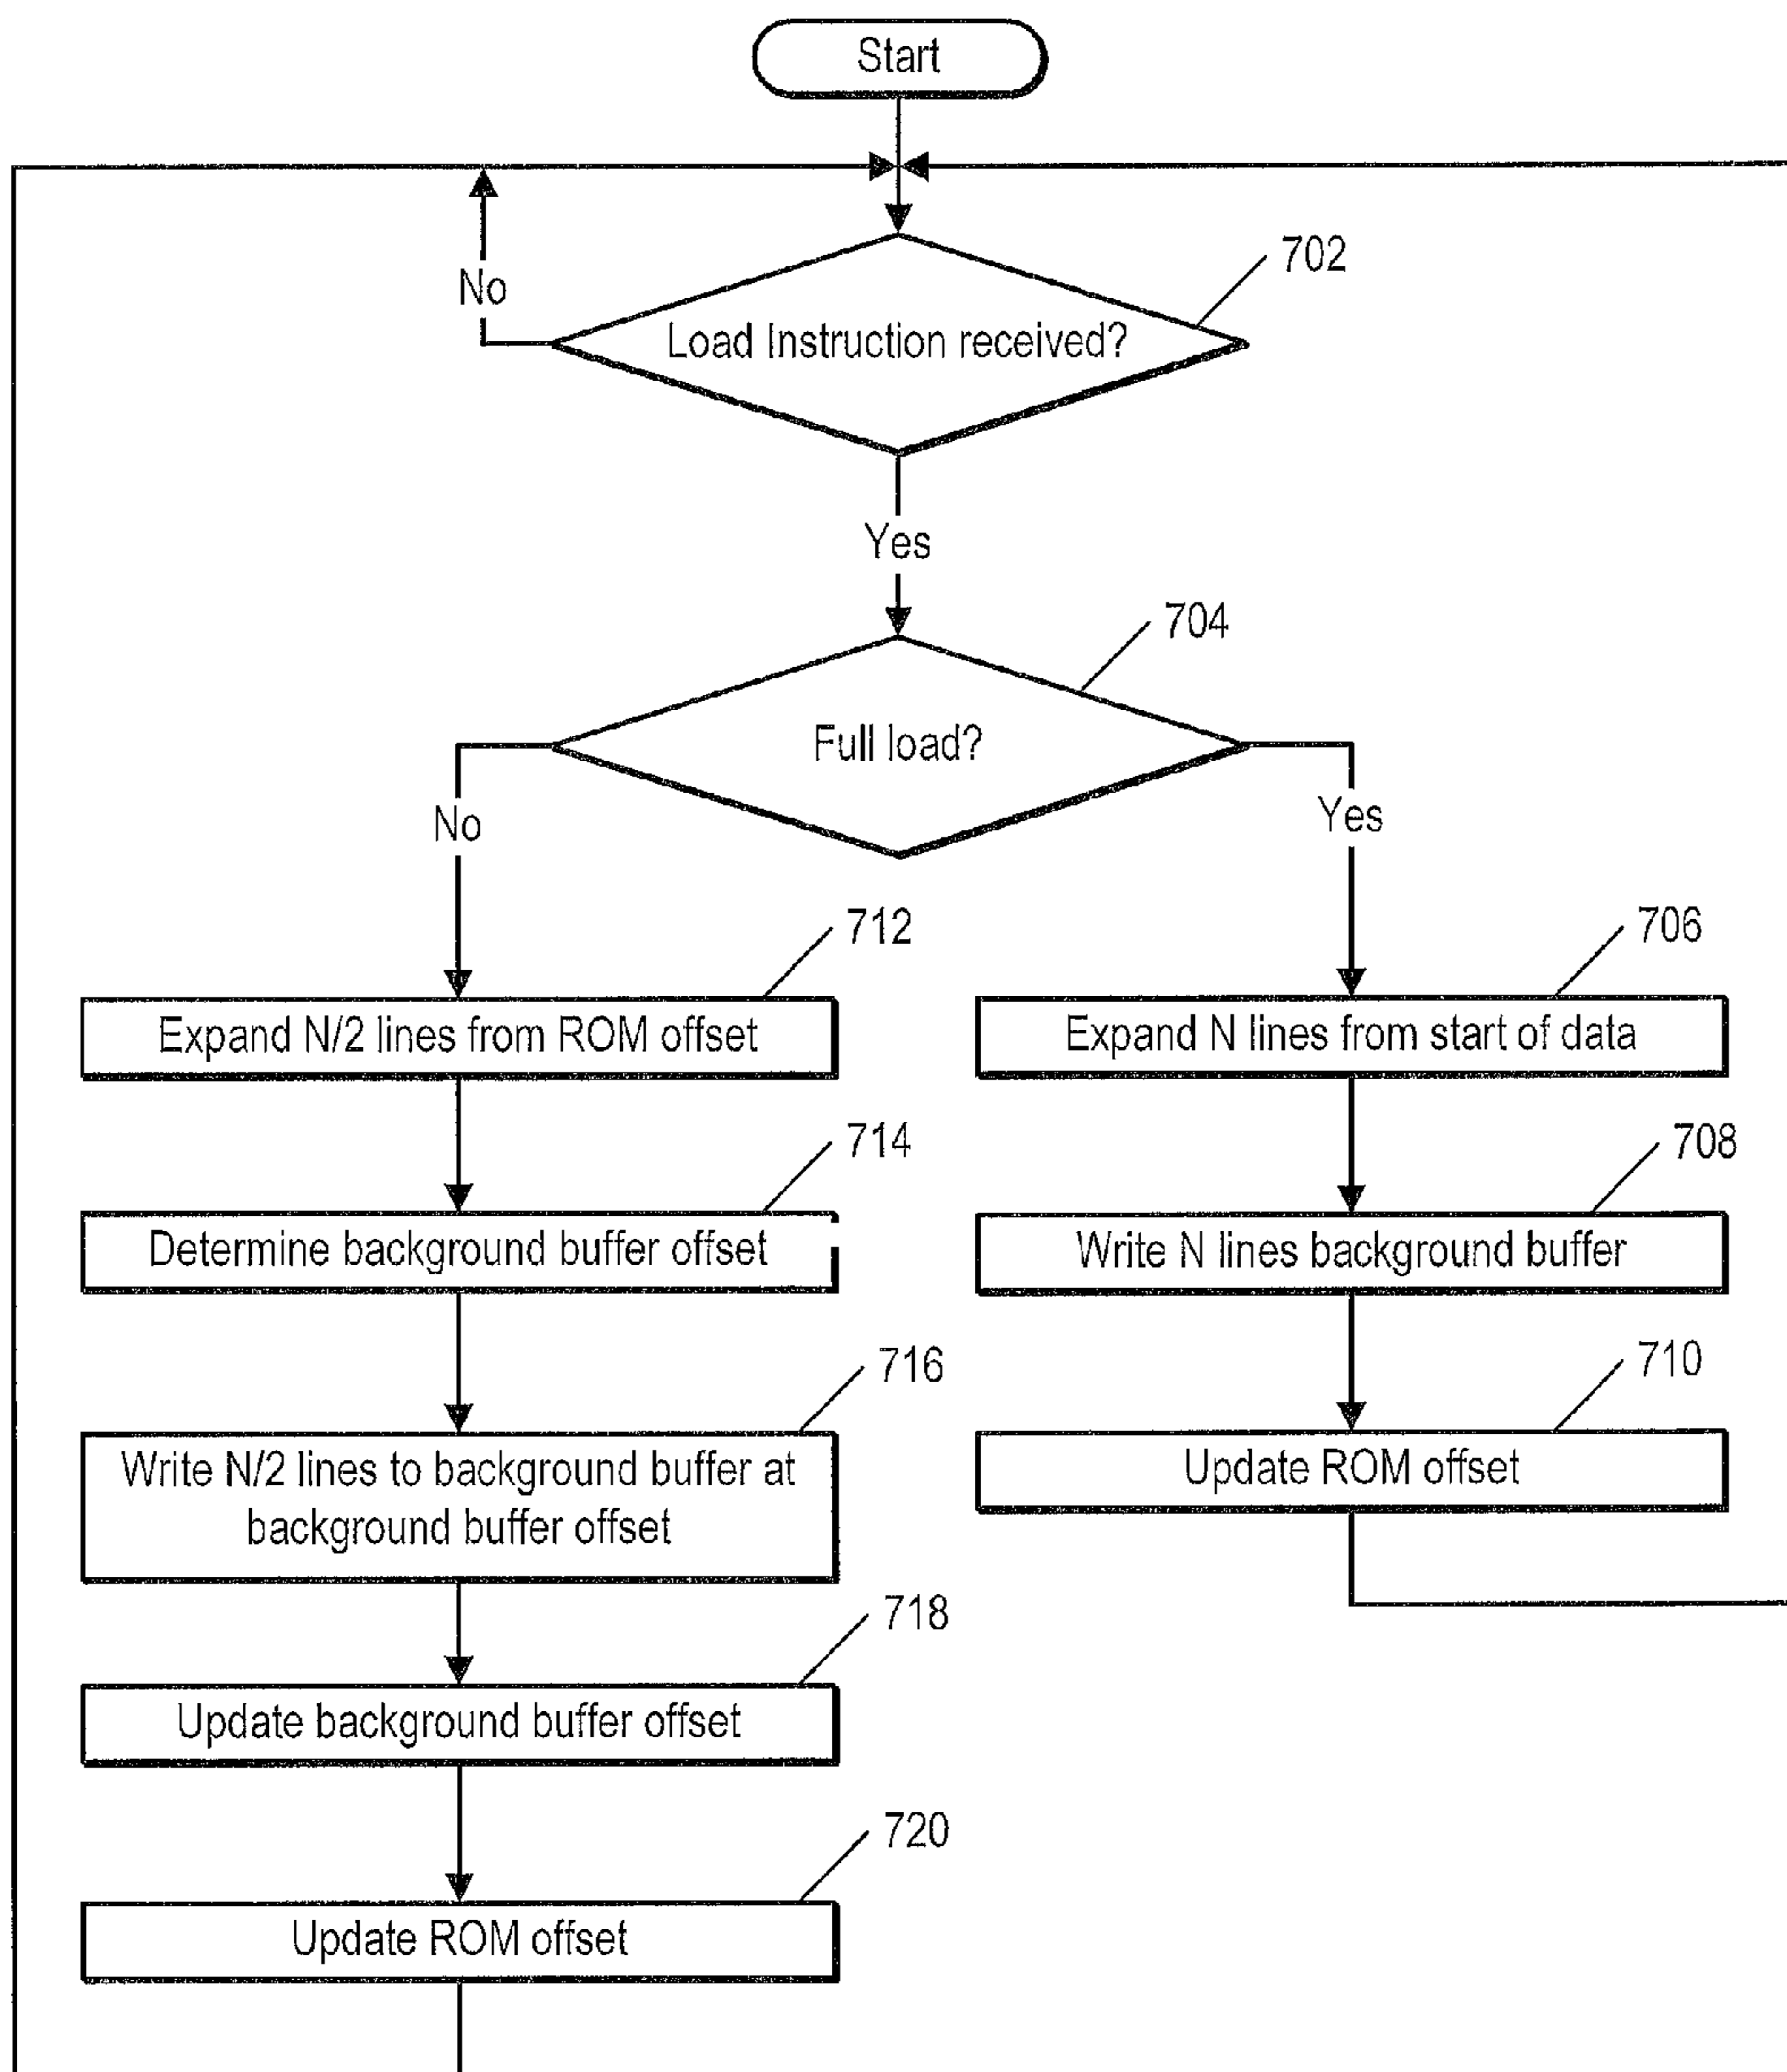 Start
702
No
Load Instruction received?
Yes
704
Full load?
No
Yes
712
706
Expand N/2 lines from ROM offset
Expand N lines from start of data
714
708
Determine background buffer offset
Write N lines background buffer
716
710
Write N/2 lines to background buffer at
background buffer offset
Update ROM offset
718
Update background buffer offset
720
Update ROM offset